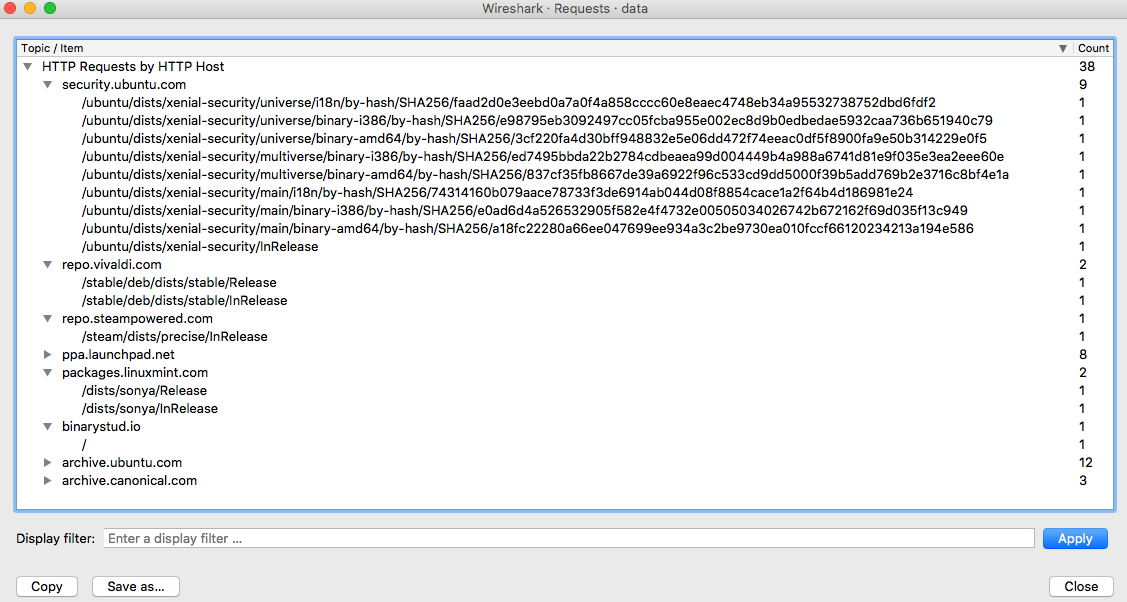 Wireshark · Requests · data
Topic / Item Count
HTTP Requests by HTTP Host 38
security.ubuntu.com 9
/ubuntu/dists/xenial-security/universe/i18n/by-hash/SHA256/faad2d0e3eebd0a7a0f4a858cccc60e8eaec4748eb34a95532738752dbd6fdf2 1
/ubuntu/dists/xenial-security/universe/binary-i386/by-hash/SHA256/e98795eb3092497cc05fcba955e002ec8d9b0edbedae5932caa736b651940c79 1
/ubuntu/dists/xenial-security/universe/binary-amd64/by-hash/SHA256/3cf220fa4d30bff948832e5e06dd472f74eeac0df5f8900fa9e50b314229e0f5 1
/ubuntu/dists/xenial-security/multiverse/binary-i386/by-hash/SHA256/ed7495bbda22b2784cdbeaea99d004449b4a988a6741d81e9f035e3ea2eee60e 1
/ubuntu/dists/xenial-security/multiverse/binary-amd64/by-hash/SHA256/837cf35fb8667de39a6922f96c533cd9dd5000f39b5add769b2e3716c8bf4e1a 1
/ubuntu/dists/xenial-security/main/i18n/by-hash/SHA256/74314160b079aace78733f3de6914ab044d08f8854cace1a2f64b4d186981e24 1
/ubuntu/dists/xenial-security/main/binary-i386/by-hash/SHA256/e0ad6d4a526532905f582e4f4732e00505034026742b672162f69d035f13c949 1
/ubuntu/dists/xenial-security/main/binary-amd64/by-hash/SHA256/a18fc22280a66ee047699ee934a3c2be9730ea010fccf66120234213a194e586 1
/ubuntu/dists/xenial-security/InRelease 1
repo.vivaldi.com 2
/stable/deb/dists/stable/Release 1
/stable/deb/dists/stable/InRelease 1
repo.steampowered.com 1
/steam/dists/precise/InRelease 1
ppa.launchpad.net 8
packages.linuxmint.com 2
/dists/sonya/Release 1
/dists/sonya/InRelease 1
binarystud.io 1
/ 1
archive.ubuntu.com 12
archive.canonical.com 3
Display filter: Enter a display filter ... Apply
Copy Save as... Close